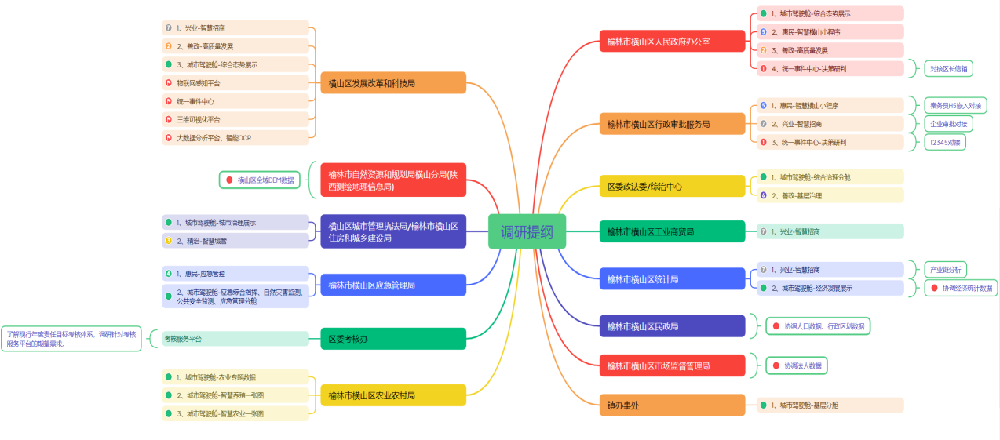 调研提纲
榆林市横山区人民政府办公室
1、城市驾驶舱-综合态势展示
2、惠民-智慧横山小程序
3、善政-高质量发展
4、统一事件中心-决策研判
对接区长信箱
榆林市横山区行政审批服务局
1、惠民-智慧横山小程序
秦务员H5嵌入对接
2、兴业-智慧招商
企业审批对接
3、统一事件中心-决策研判
12345对接
区委政法委/综治中心
1、城市驾驶舱-综合治理分舱
2、善政-基层治理
榆林市横山区工业商贸局
1、兴业-智慧招商
榆林市横山区统计局
1、兴业-智慧招商
产业链分析
2、城市驾驶舱-经济发展展示
协调经济统计数据
榆林市横山区民政局
协调人口数据、行政区划数据
榆林市横山区市场监督管理局
协调法人数据
镇办事处
1、城市驾驶舱-基层分舱
横山区发展改革和科技局
1、兴业-智慧招商
2、善政-高质量发展
3、城市驾驶舱-综合态势展示
物联网感知平台
统一事件中心
三维可视化平台
大数据分析平台、智能OCR
榆林市自然资源和规划局横山分局(陕
西测绘地理信息局)
横山区全域DEM数据
横山区城市管理执法局/榆林市横山区
住房和城乡建设局
1、城市驾驶舱-城市治理展示
2、精治-智慧城管
榆林市横山区应急管理局
1、惠民-应急管控
2、城市驾驶舱-应急综合指挥、自然灾害监测、
公共安全监测、应急管理分舱
区委考核办
考核服务平台
了解现行年度责任目标考核体系，调研针对考核
服务平台的期望需求。
榆林市横山区农业农村局
1、城市驾驶舱-农业专题数据
2、城市驾驶舱-智慧养殖一张图
3、城市驾驶舱-智慧农业一张图